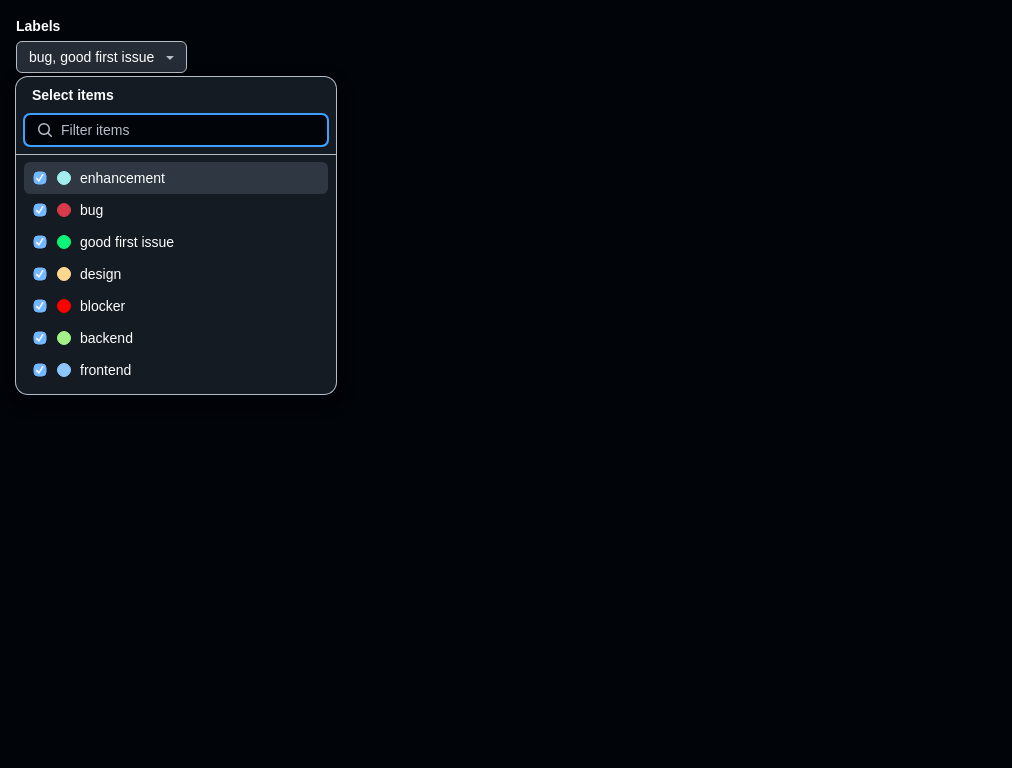 Labels
bug, good first issue
Select items
Filter items
enhancement
bug
good first issue
design
blocker
backend
frontend